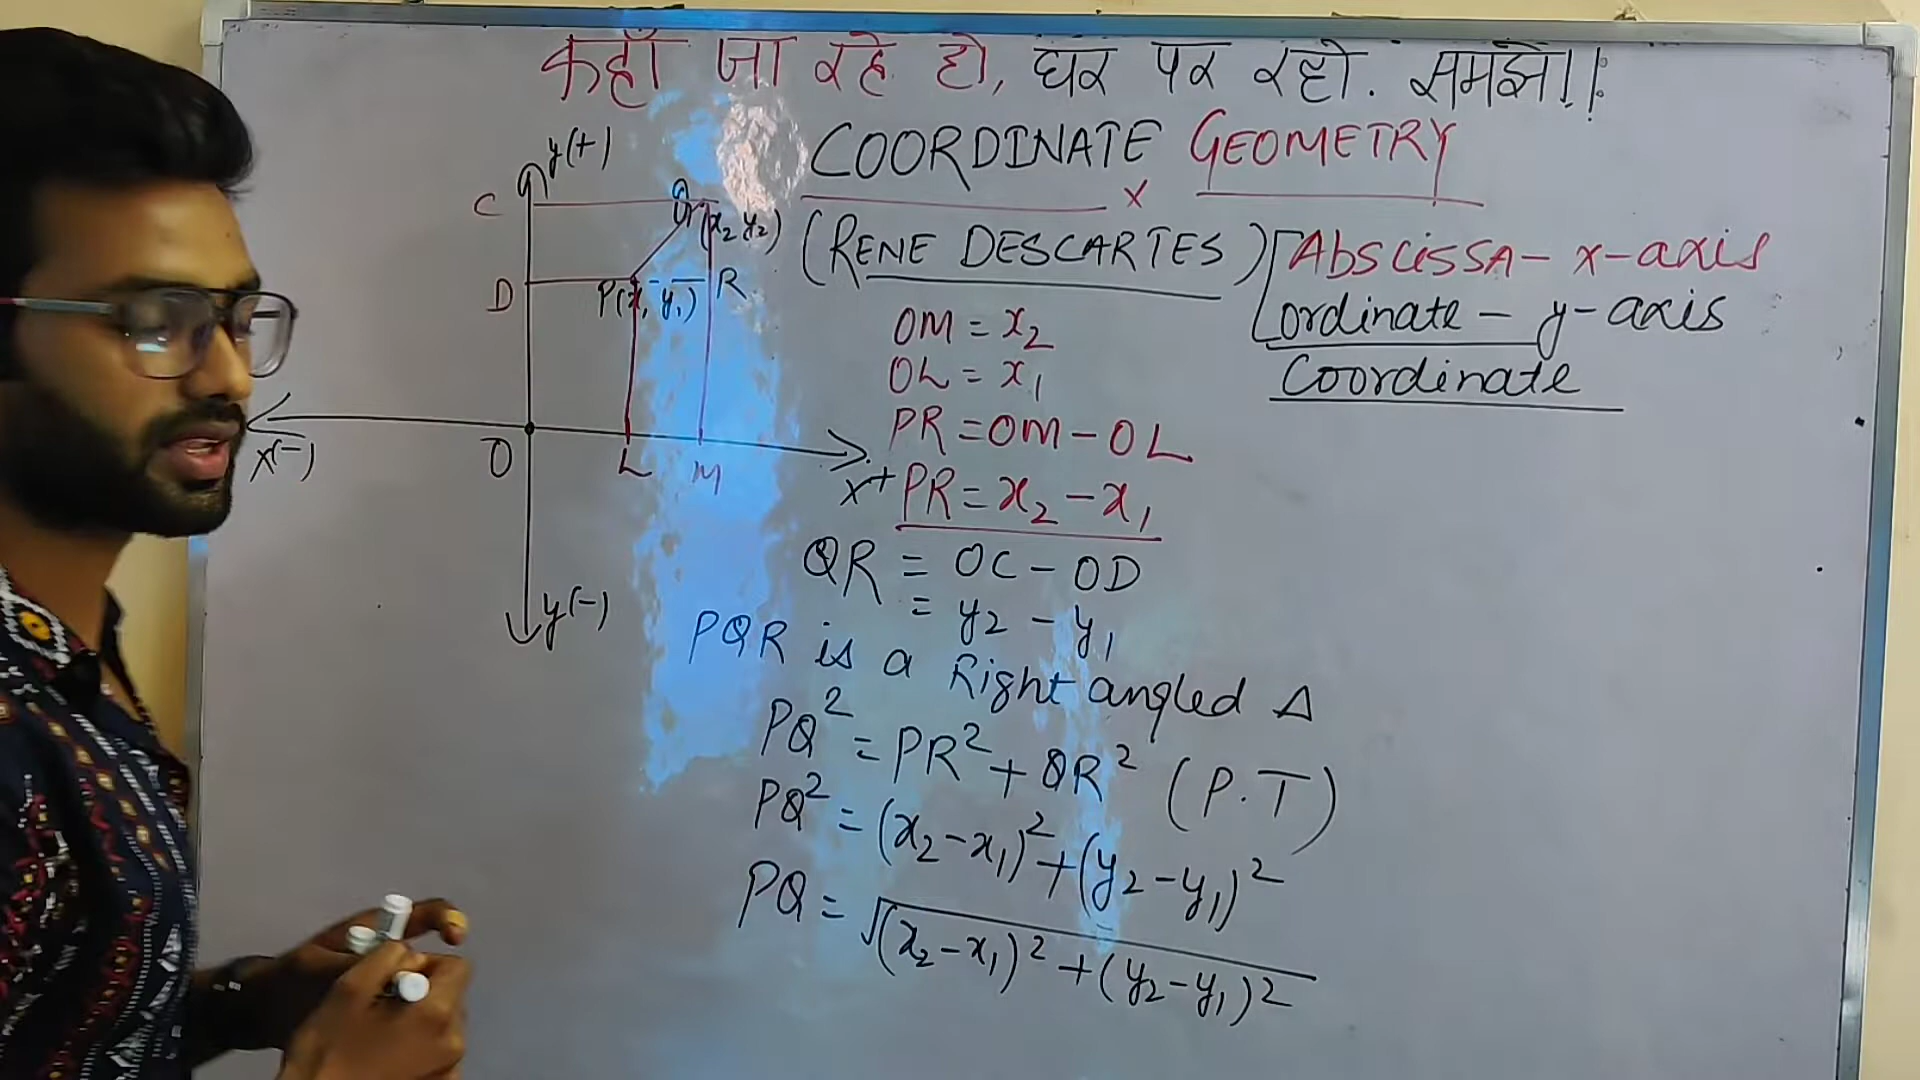 कहाँ जा रहे हो, घर पर रहो. समझे!!
COORDINATE GEOMETRY
x
(RENE DESCARTES)
Abscissa - x-axis
ordinate - y-axis
Coordinate
y(+)
C
Q(x₂ y₂)
D
P(x₁ y₁)
R
x(-)
O
L
M
x+
y(-)
OM = x₂
OL = x₁
PR = OM - OL
PR = x₂ - x₁
QR = OC - OD
= y₂ - y₁
PQR is a Right angled Δ
PQ² = PR² + QR² (P.T)
PQ² = (x₂-x₁)² + (y₂-y₁)²
PQ = √(x₂-x₁)² + (y₂-y₁)²